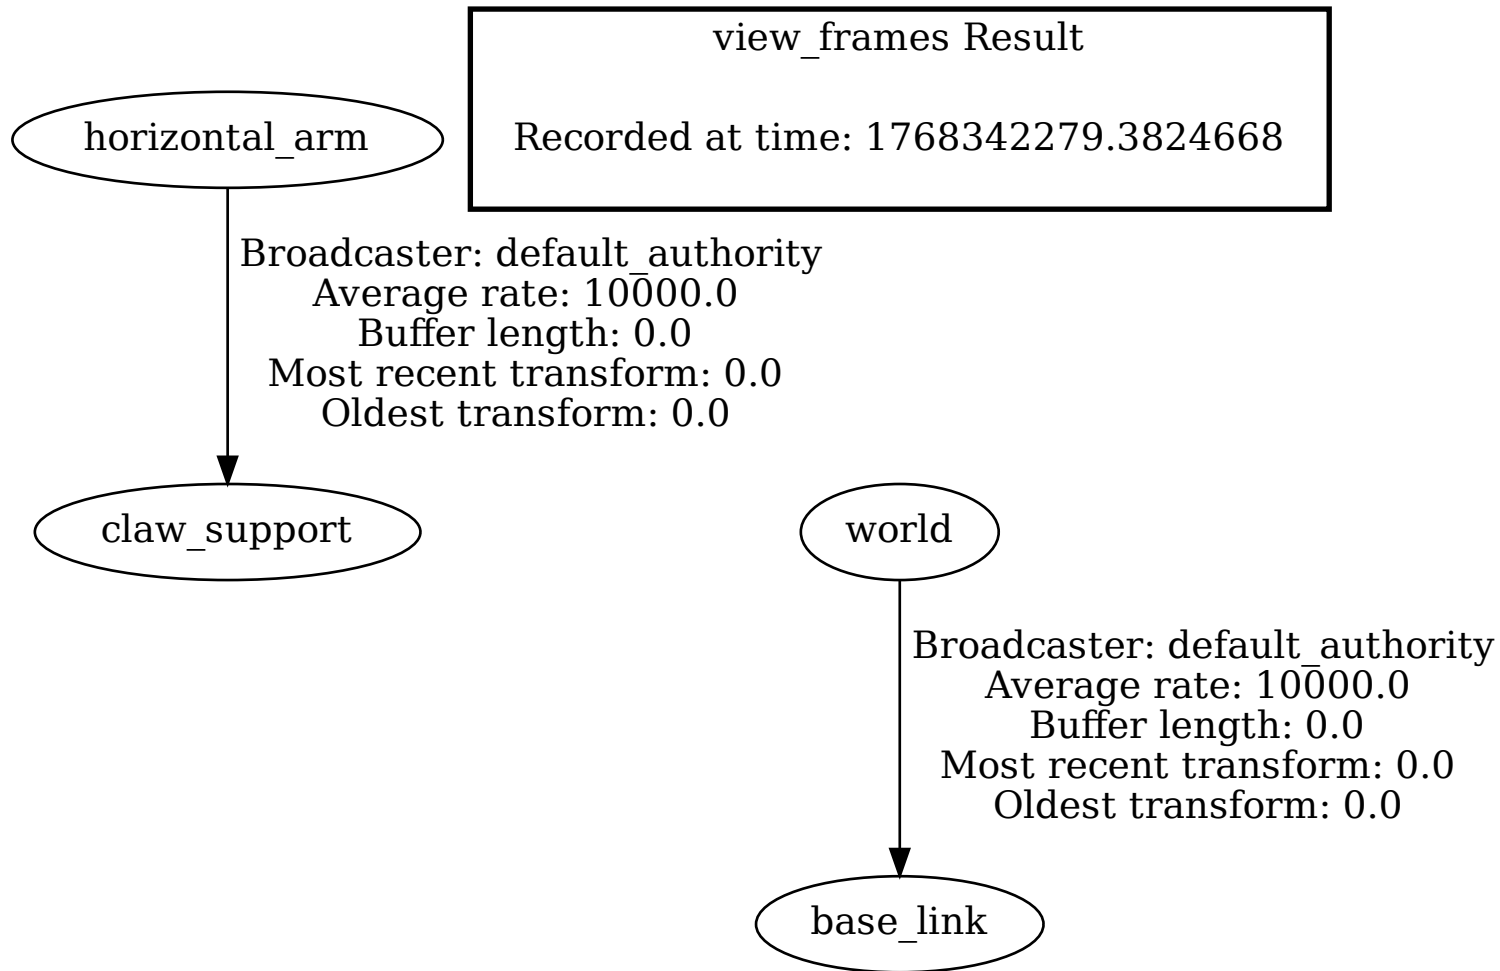 view_frames Result
Recorded at time: 1768342279.3824668
horizontal_arm
Broadcaster: default_authority
Average rate: 10000.0
Buffer length: 0.0
Most recent transform: 0.0
Oldest transform: 0.0
claw_support
world
Broadcaster: default_authority
Average rate: 10000.0
Buffer length: 0.0
Most recent transform: 0.0
Oldest transform: 0.0
base_link